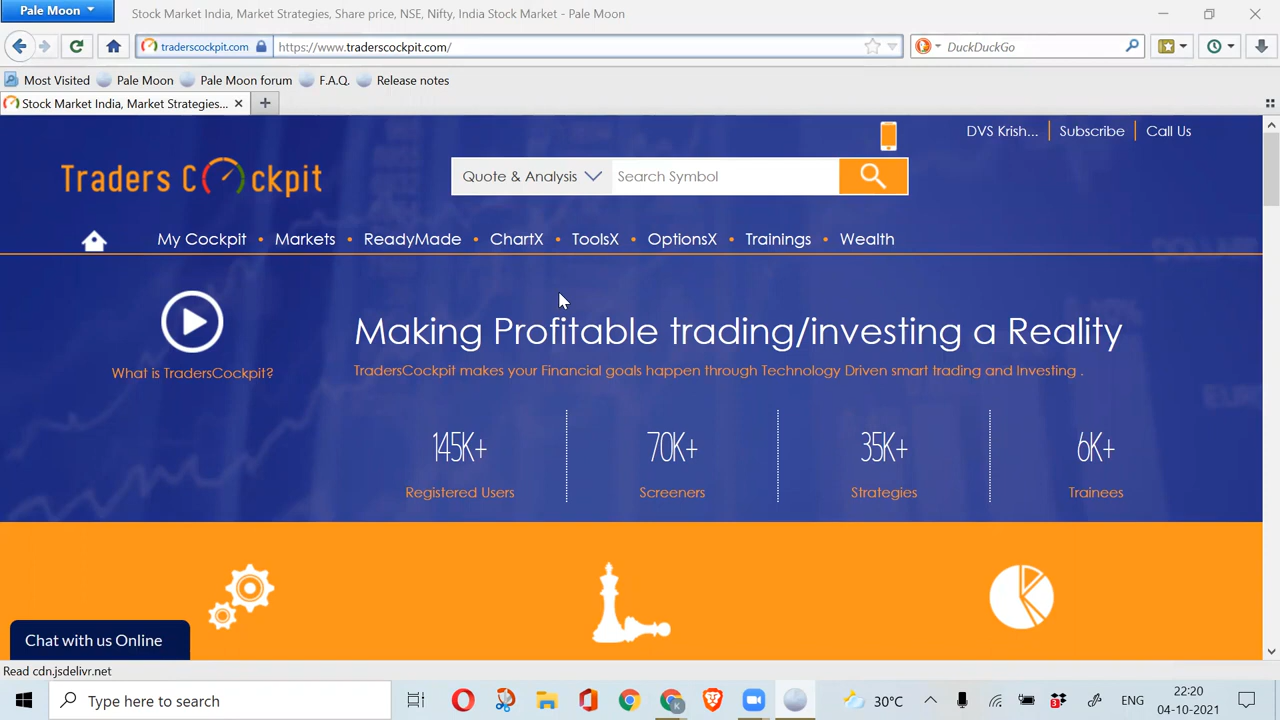 Pale Moon
Stock Market India, Market Strategies, Share price, NSE, Nifty, India Stock Market - Pale Moon
traderscockpit.com
https://www.traderscockpit.com/
DuckDuckGo
Most Visited
Pale Moon
Pale Moon forum
F.A.Q.
Release notes
Stock Market India, Market Strategies...
DVS Krish...
Subscribe
Call Us
Traders Cockpit
Quote & Analysis
Search Symbol
My Cockpit • Markets • ReadyMade • ChartX • ToolsX • OptionsX • Trainings • Wealth
Making Profitable trading/investing a Reality
What is TradersCockpit?
TradersCockpit makes your Financial goals happen through Technology Driven smart trading and Investing .
145K+
70K+
35K+
6K+
Registered Users
Screeners
Strategies
Trainees
Chat with us Online
Read cdn.jsdelivr.net
Type here to search
30°C
ENG
22:20
04-10-2021